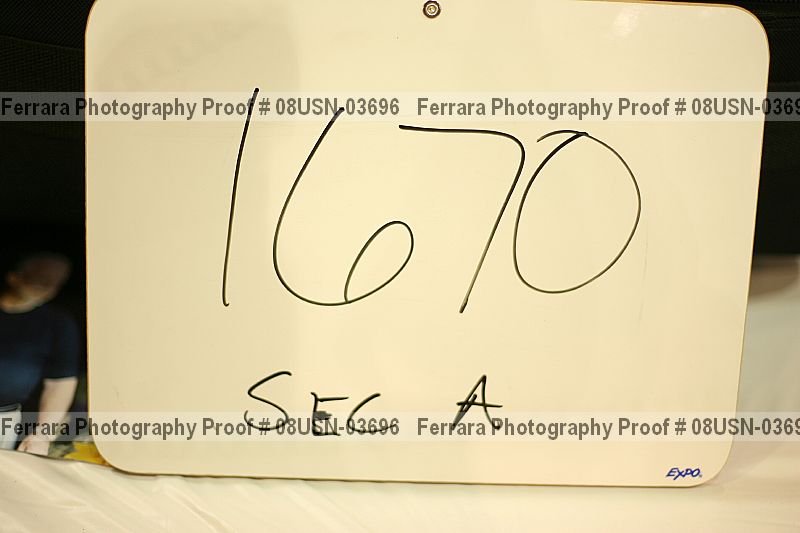 Ferrara Photography Proof # 08USN-03696 Ferrara Photography Proof # 08USN-0369
1670
SEC A
Ferrara Photography Proof # 08USN-03696 Ferrara Photography Proof # 08USN-0369
EXPO.